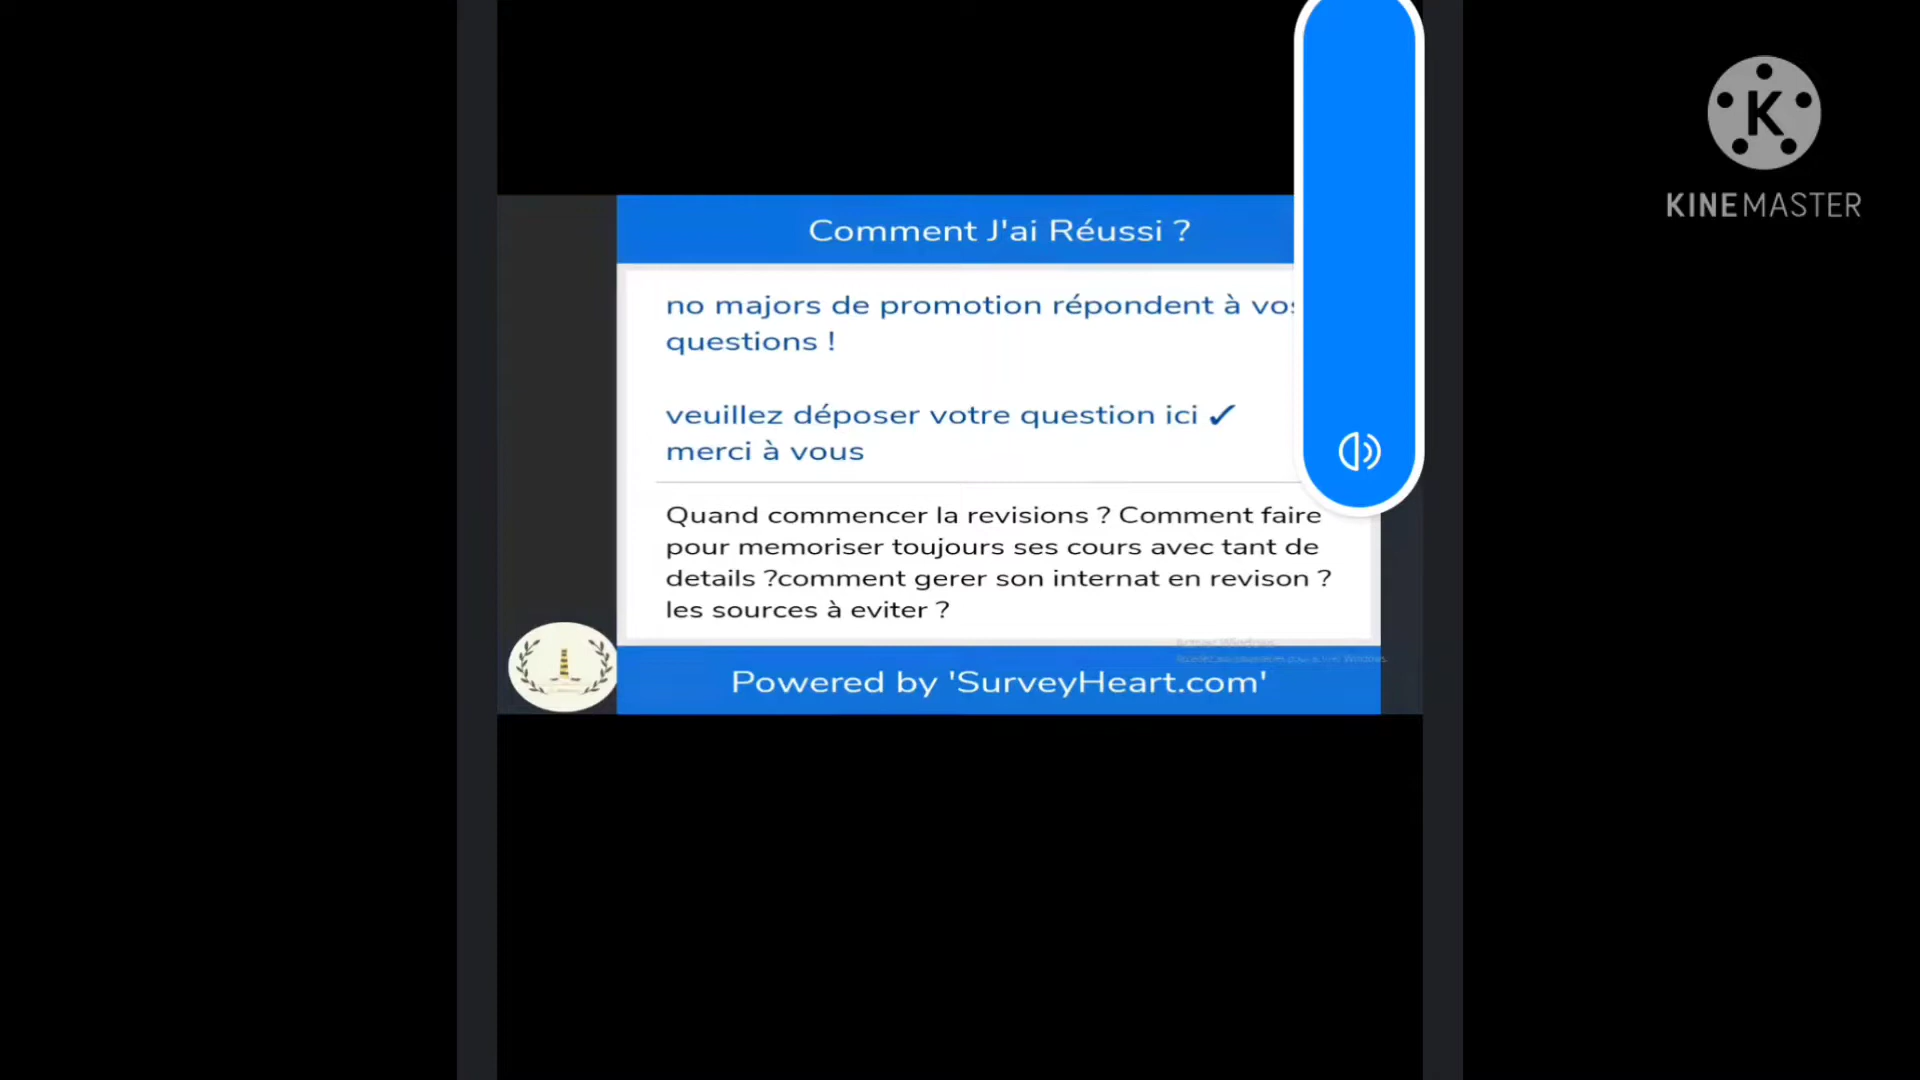 Comment J'ai Réussi ?
no majors de promotion répondent à vos
questions !
veuillez déposer votre question ici ✓
merci à vous
Quand commencer la revisions ? Comment faire
pour memoriser toujours ses cours avec tant de
details ?comment gerer son internat en revison ?
les sources à eviter ?
Powered by 'SurveyHeart.com'
K
KINEMASTER